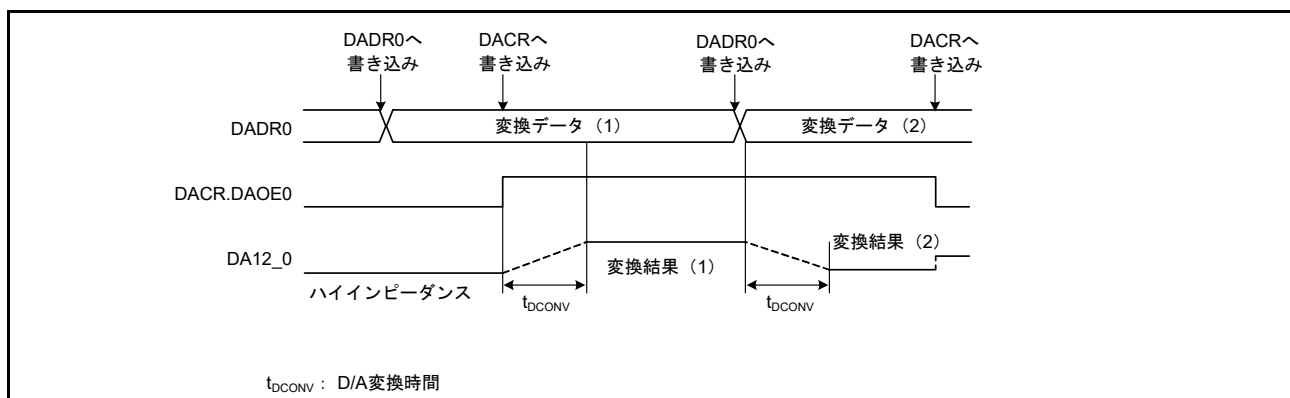 DADR0へ
書き込み
DACRへ
書き込み
DADR0へ
書き込み
DACRへ
書き込み
DADR0
変換データ（1）
変換データ（2）
DACR.DAOE0
DA12_0
変換結果（1）
変換結果（2）
ハイインピーダンス
tDCONV
tDCONV
tDCONV : D/A変換時間